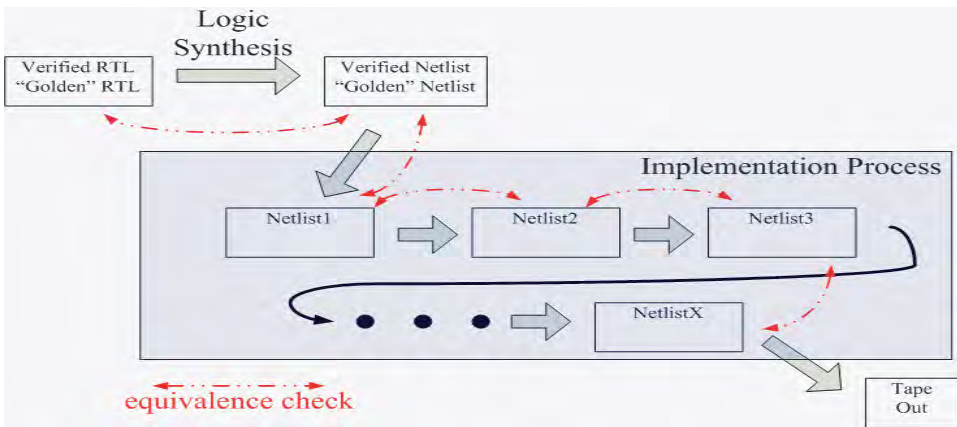 Logic
Synthesis
Verified RTL
“Golden” RTL
Verified Netlist
“Golden” Netlist
Implementation Process
Netlist1
Netlist2
Netlist3
NetlistX
equivalence check
Tape
Out